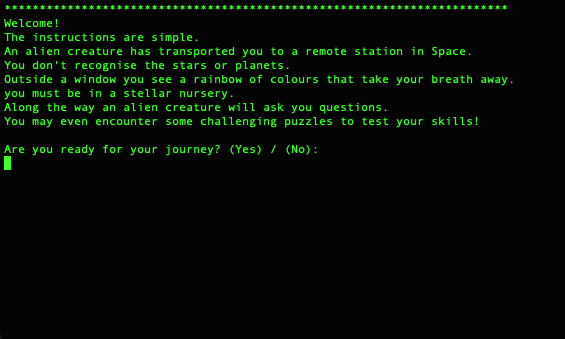 ************************************************************************
Welcome!
The instructions are simple.
An alien creature has transported you to a remote station in Space.
You don't recognise the stars or planets.
Outside a window you see a rainbow of colours that take your breath away.
you must be in a stellar nursery.
Along the way an alien creature will ask you questions.
You may even encounter some challenging puzzles to test your skills!
Are you ready for your journey? (Yes) / (No):